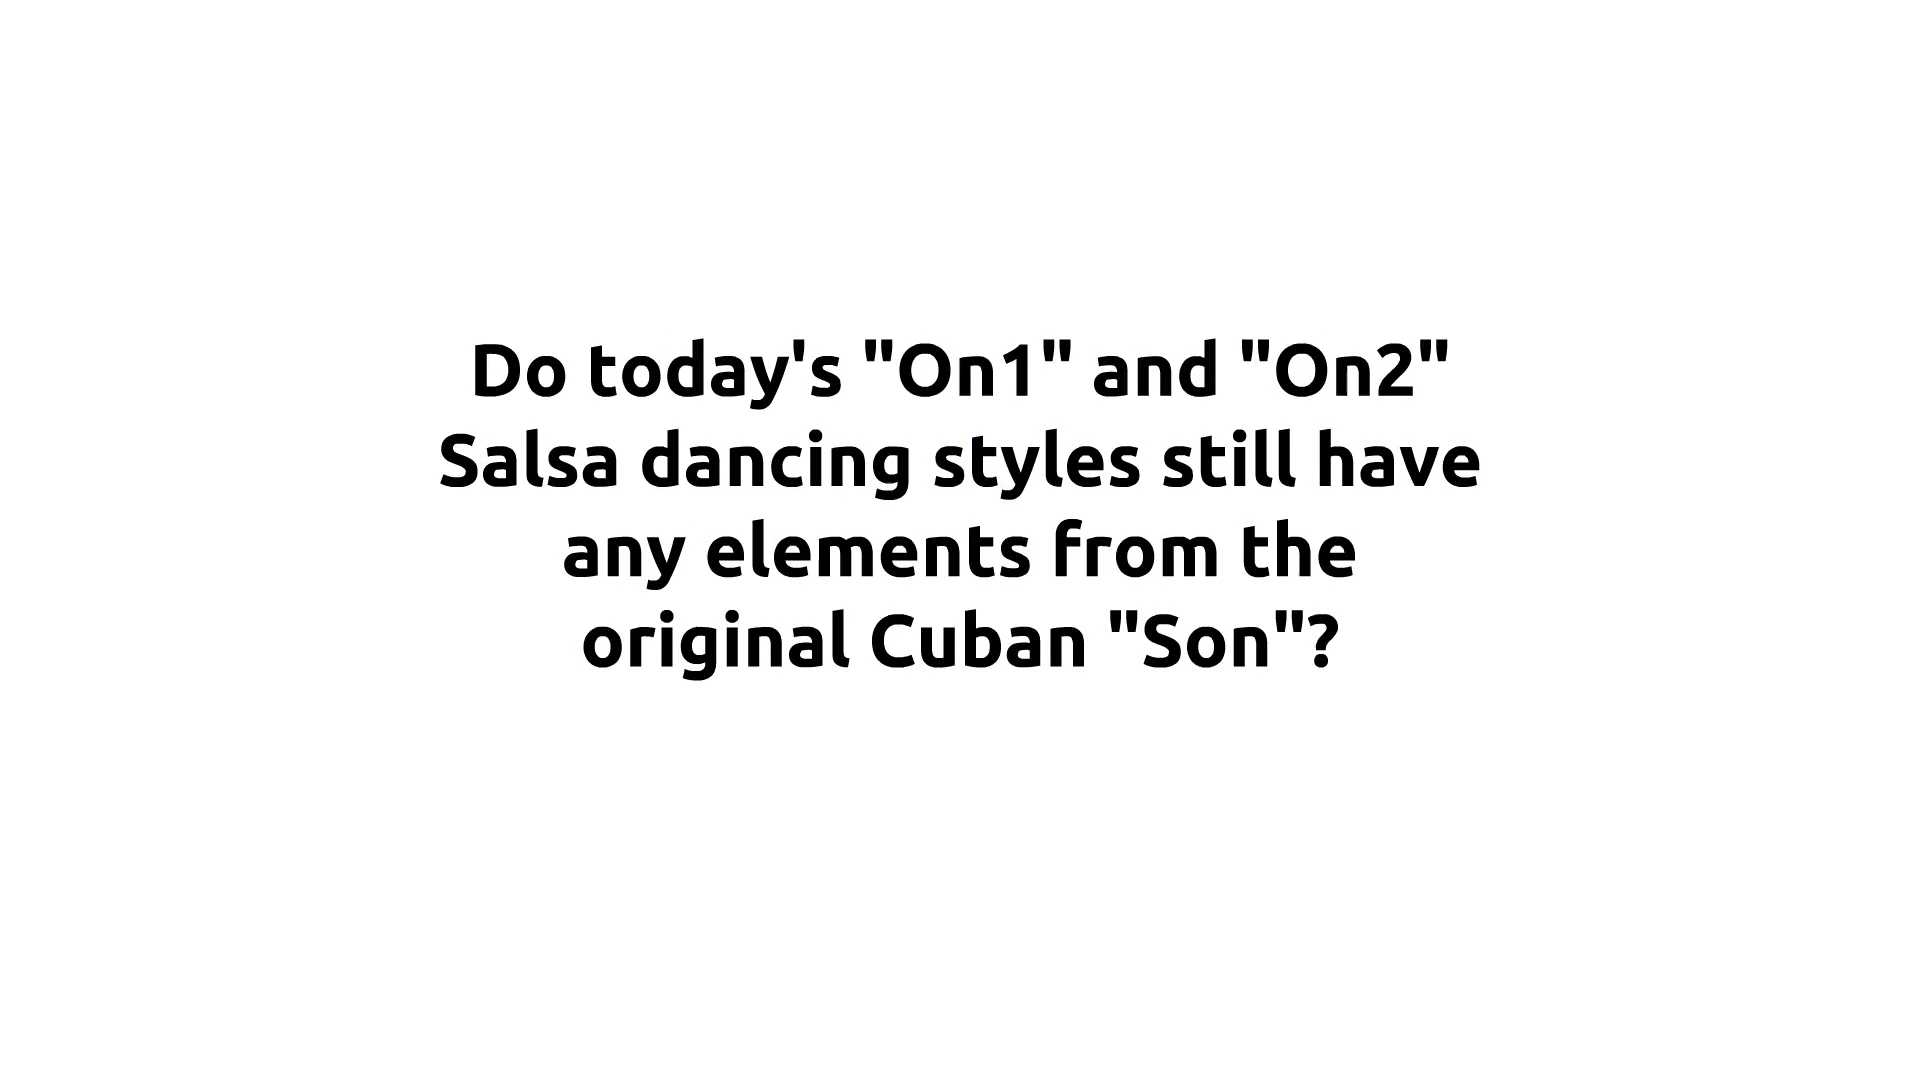 Do today's "On1" and "On2"
Salsa dancing styles still have
any elements from the
original Cuban "Son"?